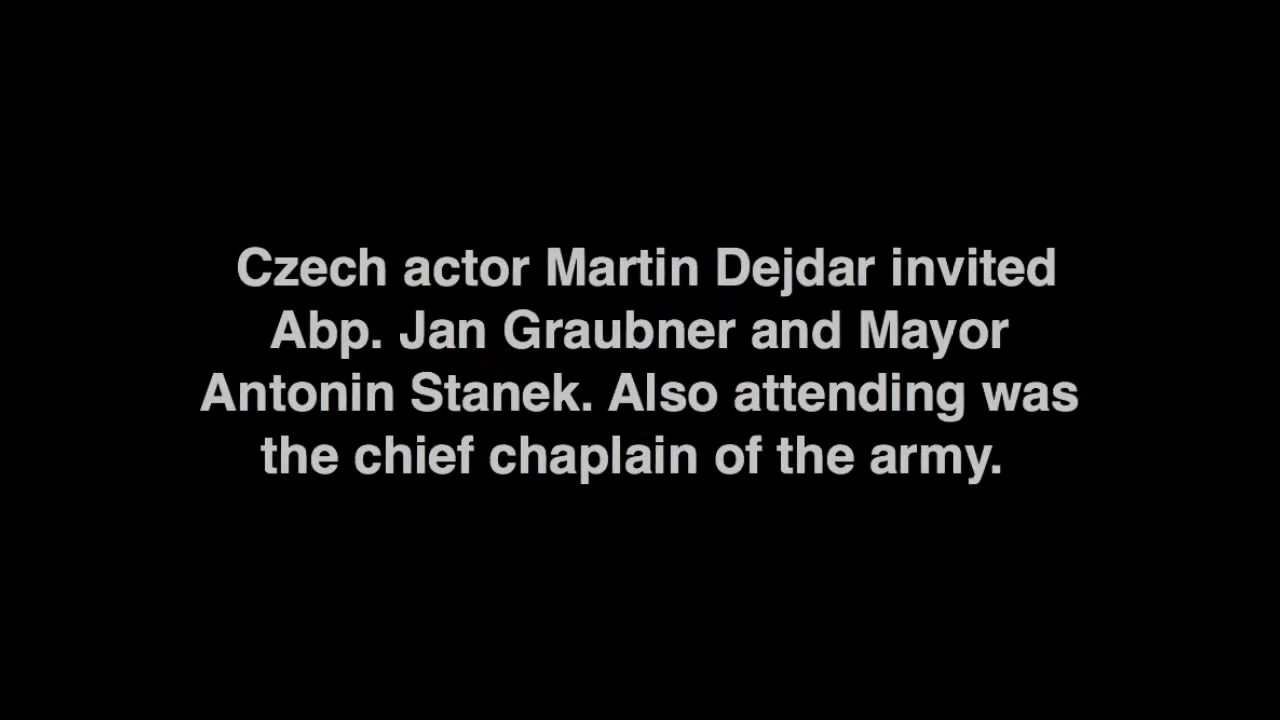 Czech actor Martin Dejdar invited
Abp. Jan Graubner and Mayor
Antonin Stanek. Also attending was
the chief chaplain of the army.